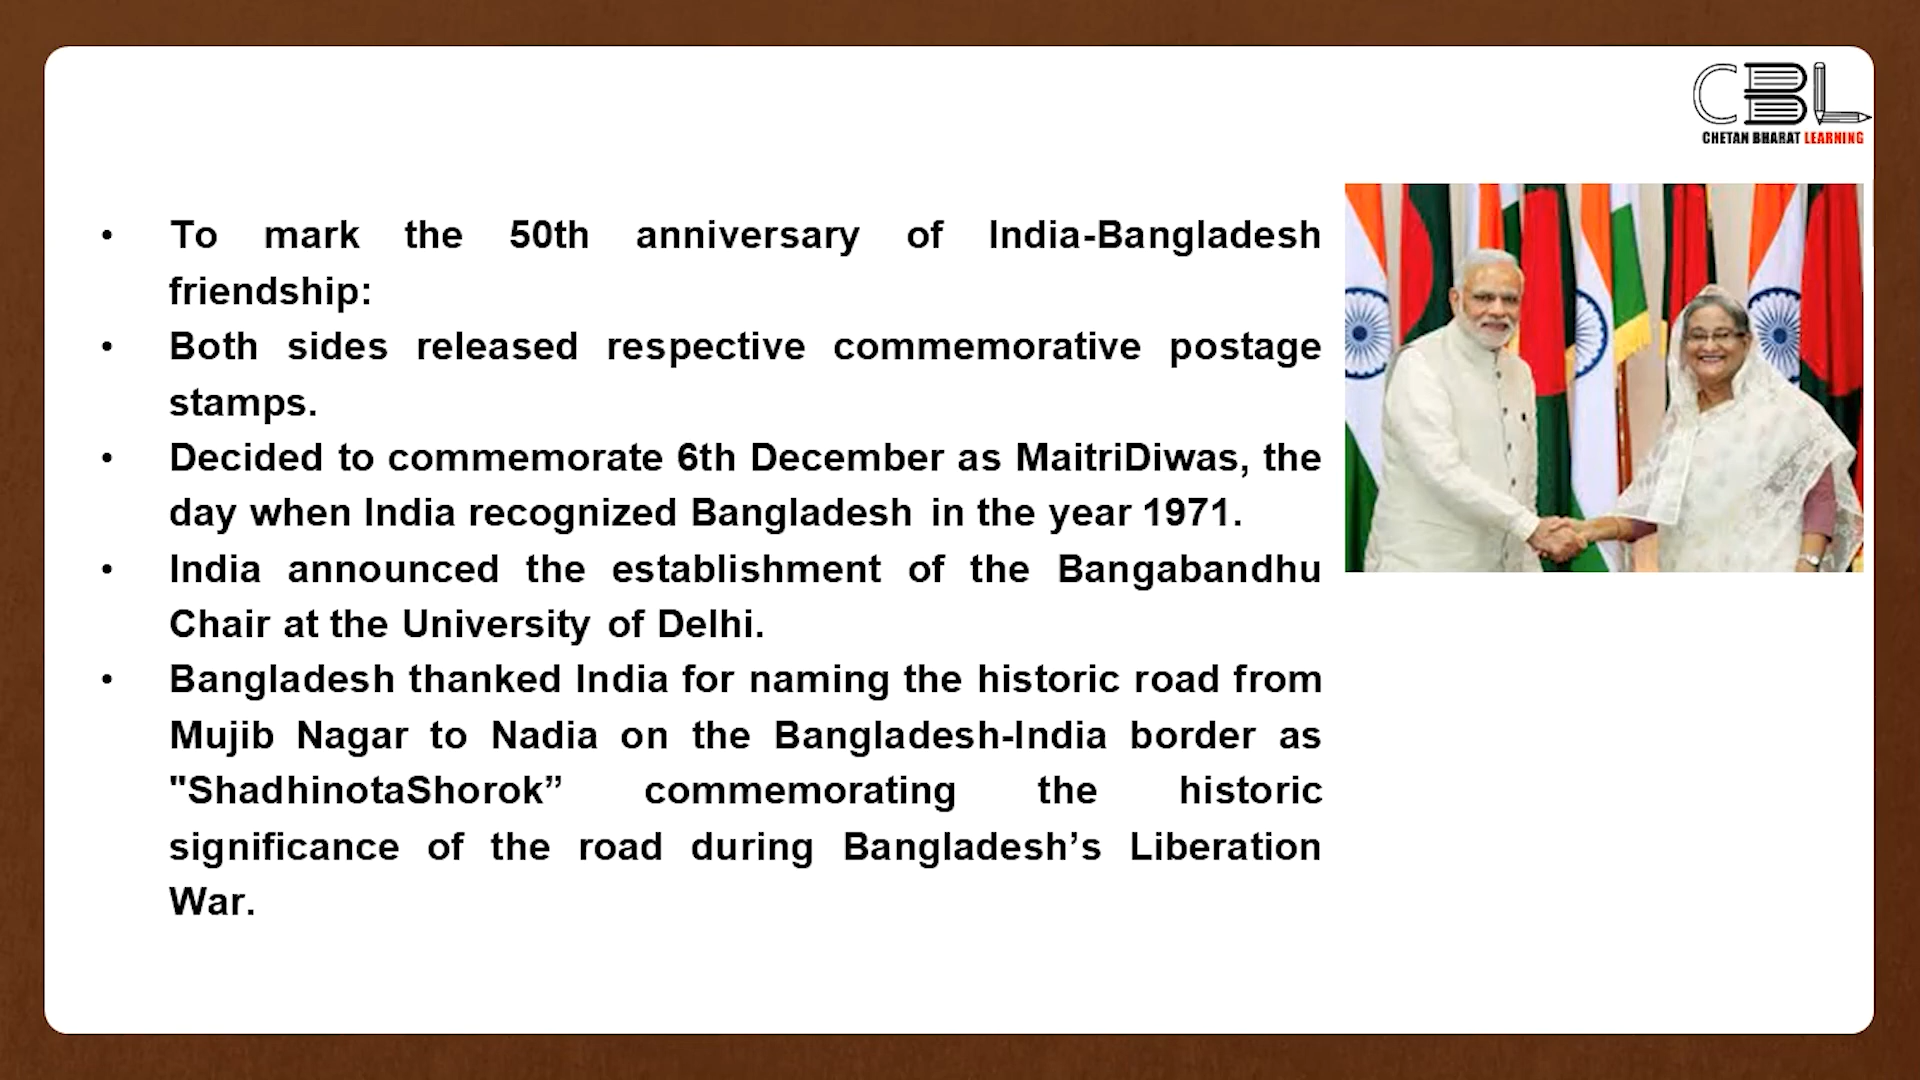 CBL
CHETAN BHARAT LEARNING
• To mark the 50th anniversary of India-Bangladesh
friendship:
• Both sides released respective commemorative postage
stamps.
• Decided to commemorate 6th December as MaitriDiwas, the
day when India recognized Bangladesh in the year 1971.
• India announced the establishment of the Bangabandhu
Chair at the University of Delhi.
• Bangladesh thanked India for naming the historic road from
Mujib Nagar to Nadia on the Bangladesh-India border as
"ShadhinotaShorok” commemorating the historic
significance of the road during Bangladesh’s Liberation
War.